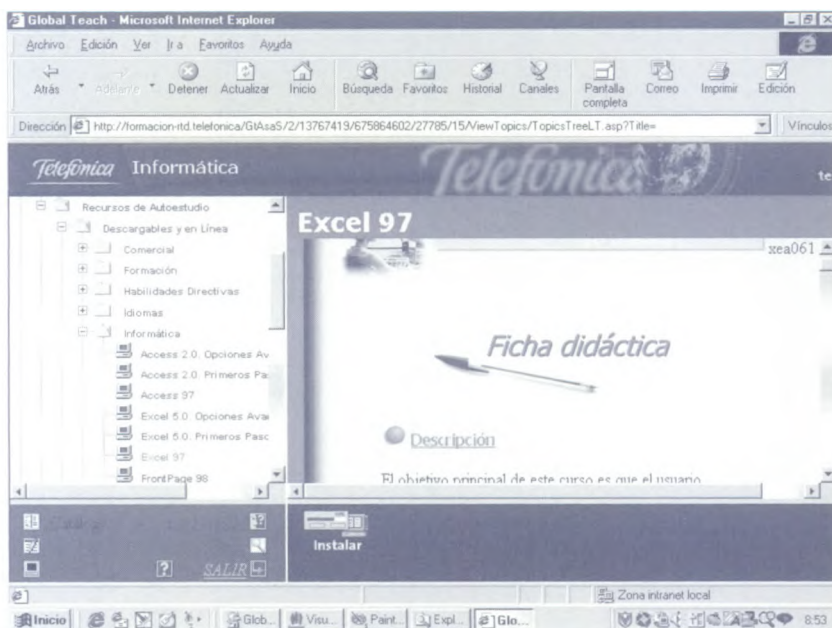 Global Teach - Microsoft Internet Explorer
Archivo Edición Ver Ir a Favoritos Ayuda
Atrás Adelante Detener Actualizar Inicio Búsqueda Favoritos Historial Canales Pantalla completa Correo Imprimir Edición
Dirección http://formacion-itd.telefonica/GtAsaS/2/13767419/675864602/27785/15/ViewTopics/TopicsTreeLT.asp?Title= Vínculos
Telefónica Informática Telefónica te
Recursos de Autoestudio
Descargables y en Línea
Comercial
Formación
Habilidades Directivas
Idiomas
Informática
Access 2.0. Opciones Av
Access 2.0. Primeros Pa
Access 97
Excel 5.0. Opciones Ava
Excel 5.0. Primeros Pasc
Excel 97
FrontPage 98
Excel 97
xea061
Ficha didáctica
Descripción
El objetivo principal de este curso es que el usuario
SALIR
Instalar
Zona intranet local
Inicio Glob... Visu... Paint... Expl... Glo... 8:53